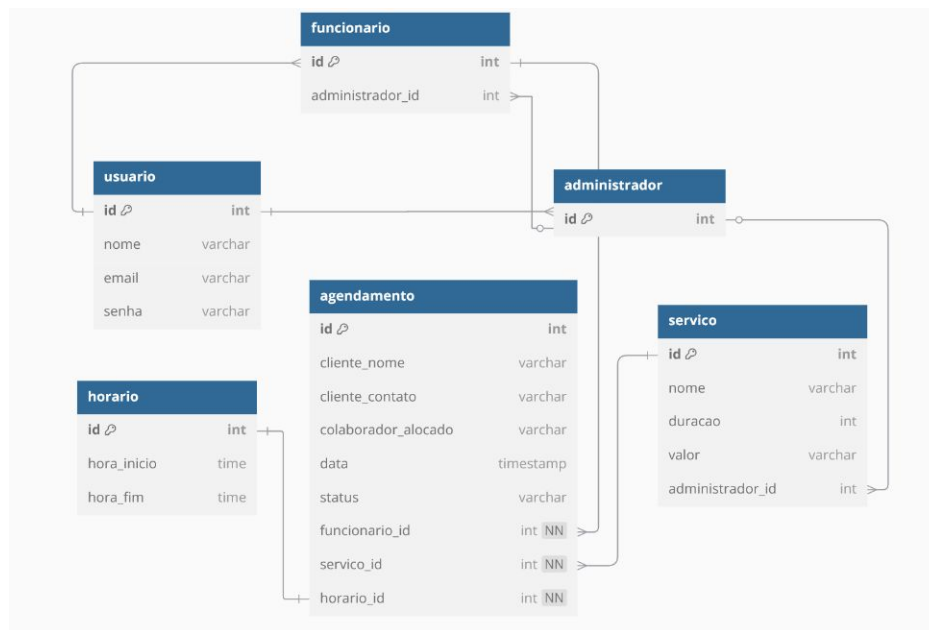 funcionario
id int
administrador_id int
usuario
id int
nome varchar
email varchar
senha varchar
administrador
id int
agendamento
id int
cliente_nome varchar
cliente_contato varchar
colaborador_alocado varchar
data timestamp
status varchar
funcionario_id int NN
servico_id int NN
horario_id int NN
servico
id int
nome varchar
duracao int
valor varchar
administrador_id int
horario
id int
hora_inicio time
hora_fim time